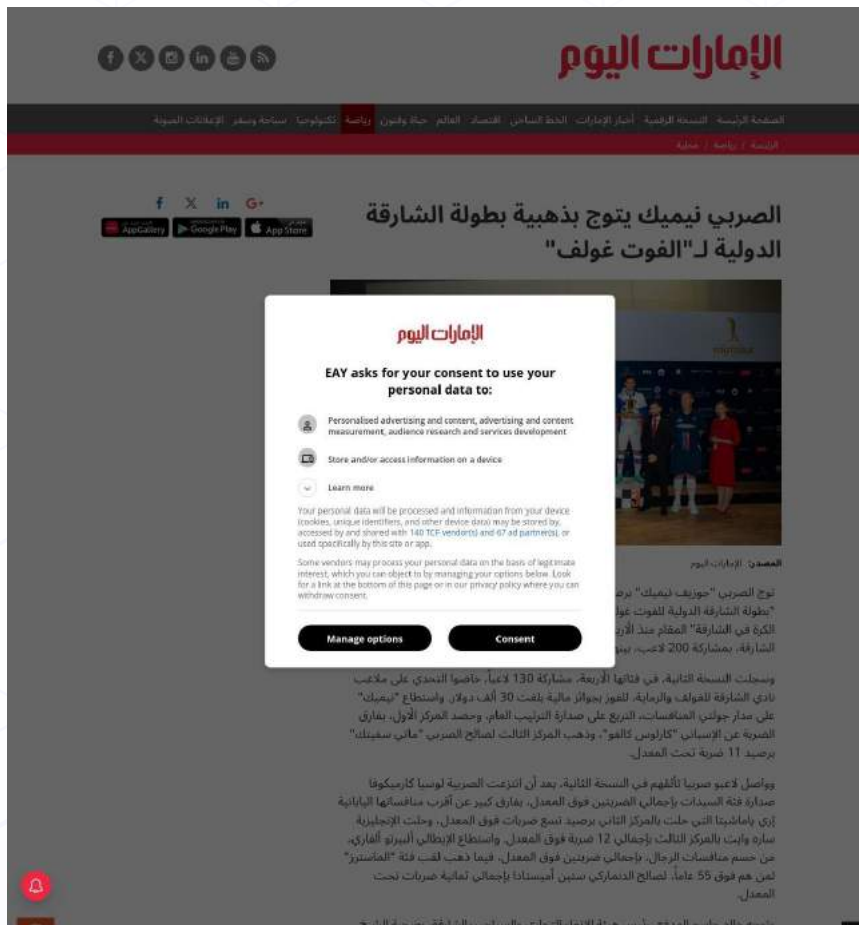 الإمارات اليوم
الصفحة الرئيسة النسخة الرقمية أخبار الإمارات الخط الساخن اقتصاد العالم حياة وفنون رياضة تكنولوجيا سياحة وسفر الإعلانات المبوبة
الرئيسة / رياضة / محلية
الصربي نيميك يتوج بذهبية بطولة الشارقة
الدولية لـ"الفوت غولف"
AppGallery Google Play App Store
الإمارات اليوم
EAY asks for your consent to use your
personal data to:
Personalised advertising and content, advertising and content
measurement, audience research and services development
Store and/or access information on a device
Learn more
Your personal data will be processed and information from your device
(cookies, unique identifiers, and other device data) may be stored by,
accessed by and shared with 140 TCF vendor(s) and 67 ad partner(s), or
used specifically by this site or app.
Some vendors may process your personal data on the basis of legitimate
interest, which you can object to by managing your options below. Look
for a link at the bottom of this page or in our privacy policy where you can
withdraw consent.
Manage options Consent
المصدر: الإمارات اليوم
توج الصربي "جوزيف نيميك"
"بطولة الشارقة الدولية للفوت
الكرة في الشارقة" المقام منذ
الشارقة، بمشاركة 200 لاعب،
وسجلت النسخة الثانية، في فئاتها الأربعة، مشاركة 130 لاعباً، خاضوا التحدي على ملاعب
نادي الشارقة للغولف والرماية، للفوز بجوائز مالية بلغت 30 ألف دولار. واستطاع "نيميك"
على مدار جولتي المنافسات، التربع على صدارة الترتيب العام، وحصد المركز الأول، بفارق
الضربة عن الإسباني "كارلوس كالفو"، وذهب المركز الثالث لصالح الصربي "ماتي سفيتك"
برصيد 11 ضربة تحت المعدل.
وواصل لاعبو صربيا تألقهم في النسخة الثانية، بعد أن انتزعت الصربية لوسيا كارميكوفا
صدارة فئة السيدات بإجمالي الضربتين فوق المعدل، بفارق كبير عن أقرب منافساتها اليابانية
إري ياماشيتا التي حلت بالمركز الثاني برصيد تسع ضربات فوق المعدل، وحلت الإنجليزية
ساره وايت بالمركز الثالث بإجمالي 12 ضربة فوق المعدل. واستطاع الإيطالي ألبيرتو ألفاري،
من حسم منافسات الرجال، بإجمالي ضربتين فوق المعدل، فيما ذهب لقب فئة "الماسترز"
لمن هم فوق 55 عاماً، لصالح الدنماركي ستين أميستادا بإجمالي ثمانية ضربات تحت
المعدل.